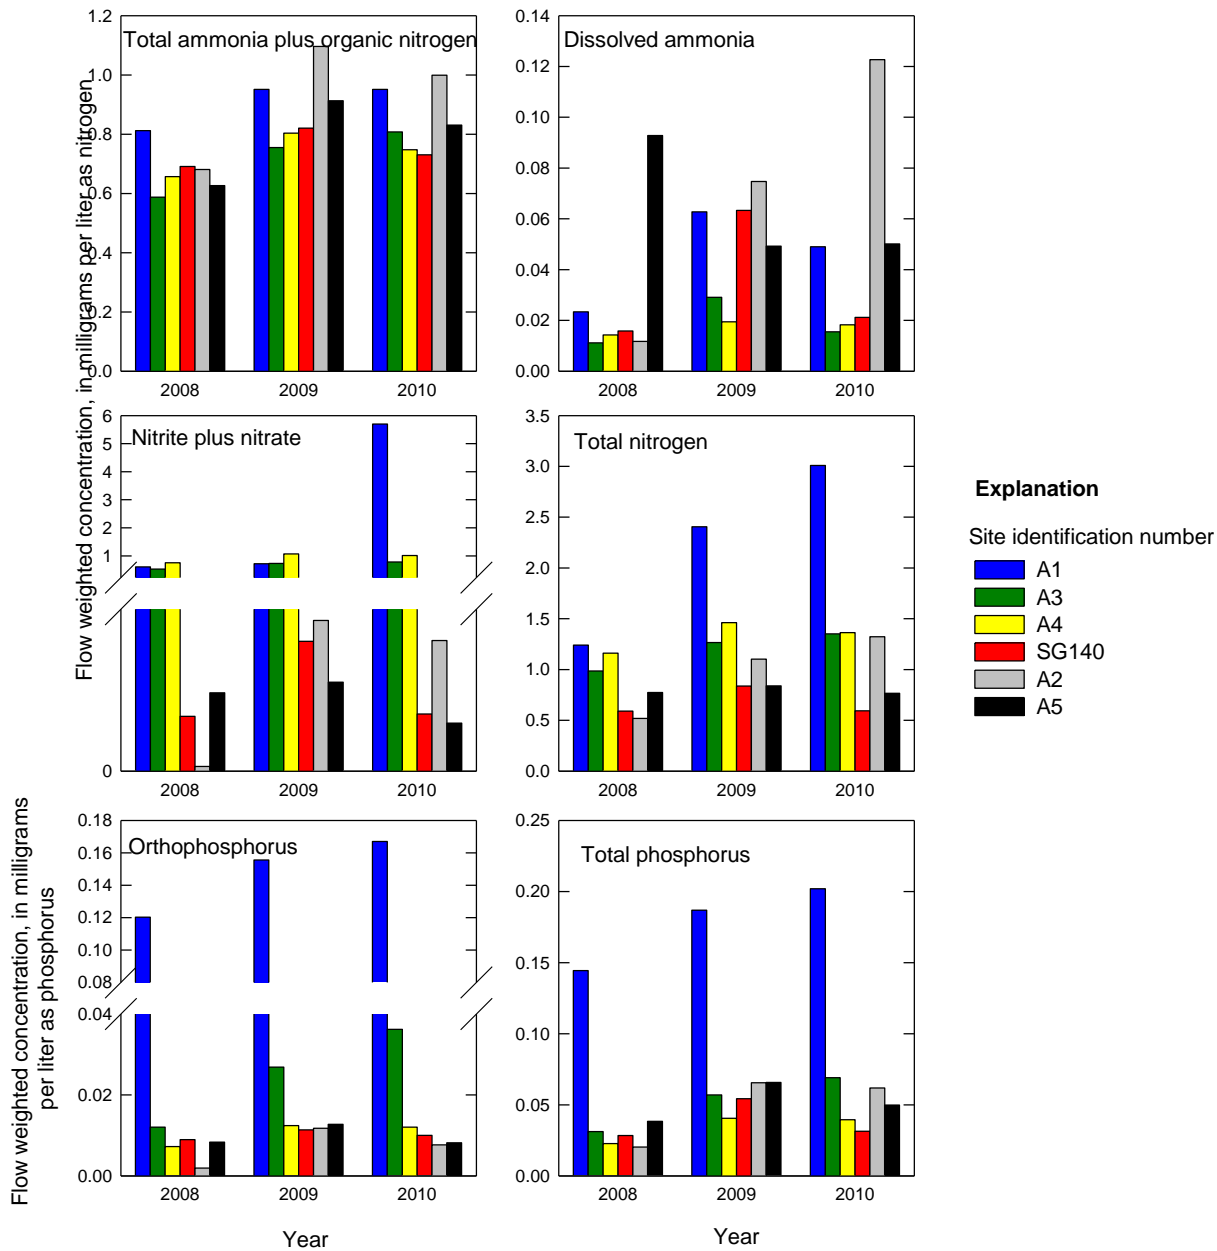 Flow weighted concentration, in milligrams per liter as nitrogen
Total ammonia plus organic nitrogen
1.2
1.0
0.8
0.6
0.4
0.2
0.0
2008 2009 2010
Dissolved ammonia
0.14
0.12
0.10
0.08
0.06
0.04
0.02
0.00
2008 2009 2010
Nitrite plus nitrate
6
5
4
3
2
1
0
2008 2009 2010
Total nitrogen
3.5
3.0
2.5
2.0
1.5
1.0
0.5
0.0
2008 2009 2010
Flow weighted concentration, in milligrams
per liter as phosphorus
Orthophosphorus
0.18
0.16
0.14
0.12
0.10
0.08
0.04
0.02
0.00
2008 2009 2010
Year
Total phosphorus
0.25
0.20
0.15
0.10
0.05
0.00
2008 2009 2010
Year
Explanation
Site identification number
A1
A3
A4
SG140
A2
A5